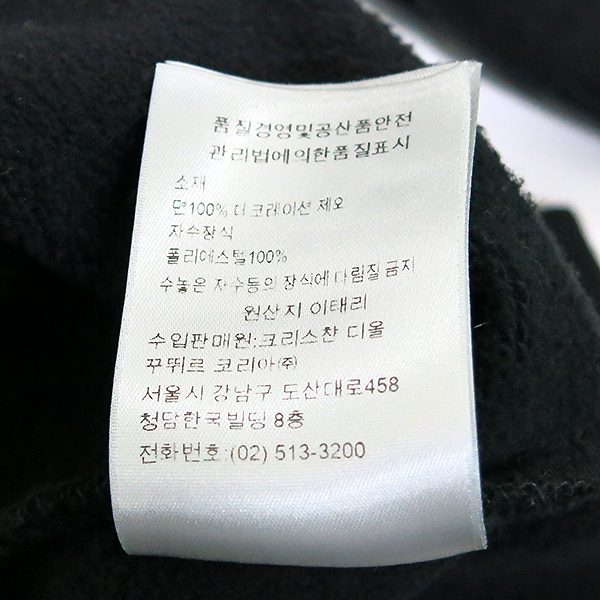 품질경영및공산품안전
관리법에의한품질표시
소재
면100% 더코레이션 제외
자수장식
폴리에스텔100%
수놓은 자수등의 장식에 다림질 금지
원산지 이태리
수입판매원:크리스챤 디올
꾸뛰르 코리아㈜
서울시 강남구 도산대로458
청담한국빌딩 8층
전화번호:(02) 513-3200